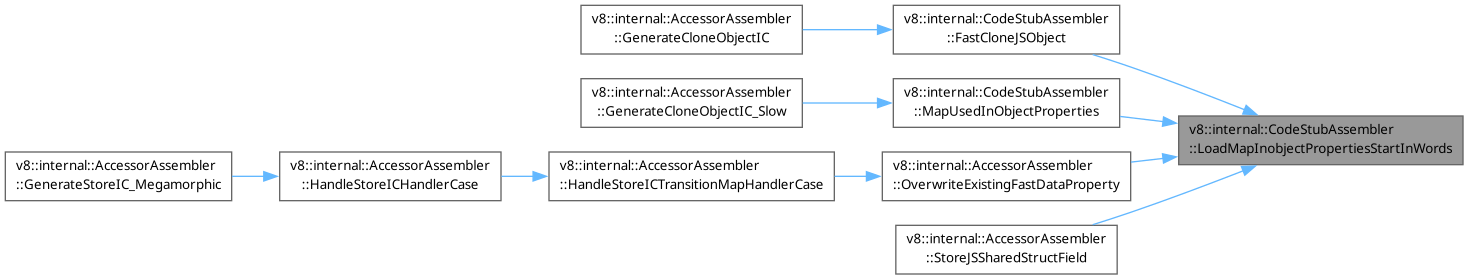 v8::internal::AccessorAssembler
::GenerateCloneObjectIC
v8::internal::CodeStubAssembler
::FastCloneJSObject
v8::internal::AccessorAssembler
::GenerateCloneObjectIC_Slow
v8::internal::CodeStubAssembler
::MapUsedInObjectProperties
v8::internal::CodeStubAssembler
::LoadMapInobjectPropertiesStartInWords
v8::internal::AccessorAssembler
::GenerateStoreIC_Megamorphic
v8::internal::AccessorAssembler
::HandleStoreICHandlerCase
v8::internal::AccessorAssembler
::HandleStoreICTransitionMapHandlerCase
v8::internal::AccessorAssembler
::OverwriteExistingFastDataProperty
v8::internal::AccessorAssembler
::StoreJSSharedStructField